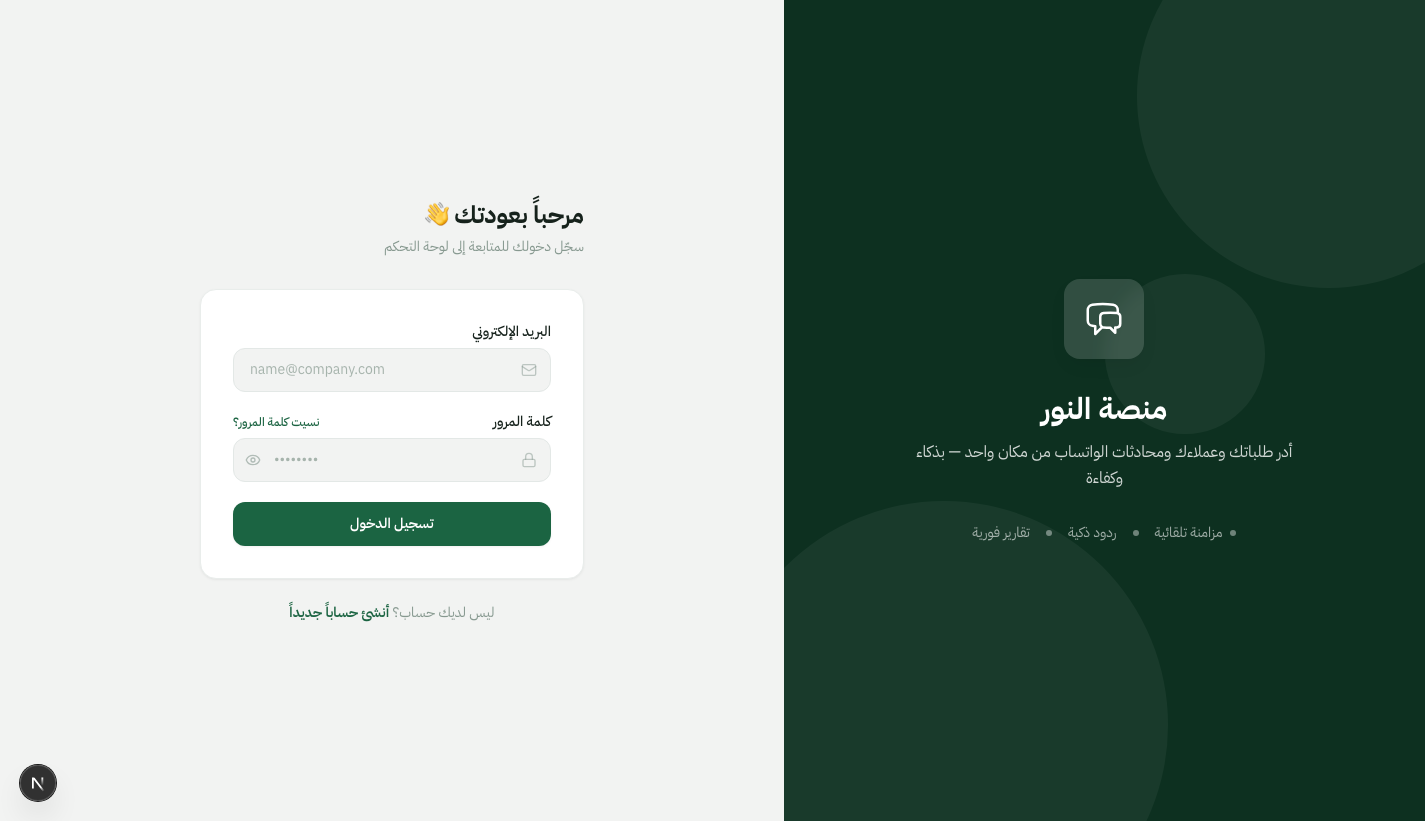 منصة النور
أدر طلباتك وعملاءك ومحادثات الواتساب من مكان واحد — بذكاء
وكفاءة
مزامنة تلقائية • ردود ذكية • تقارير فورية
مرحباً بعودتك 👋
سجّل دخولك للمتابعة إلى لوحة التحكم
البريد الإلكتروني
name@company.com
كلمة المرور نسيت كلمة المرور؟
••••••••
تسجيل الدخول
ليس لديك حساب؟ أنشئ حساباً جديداً
N